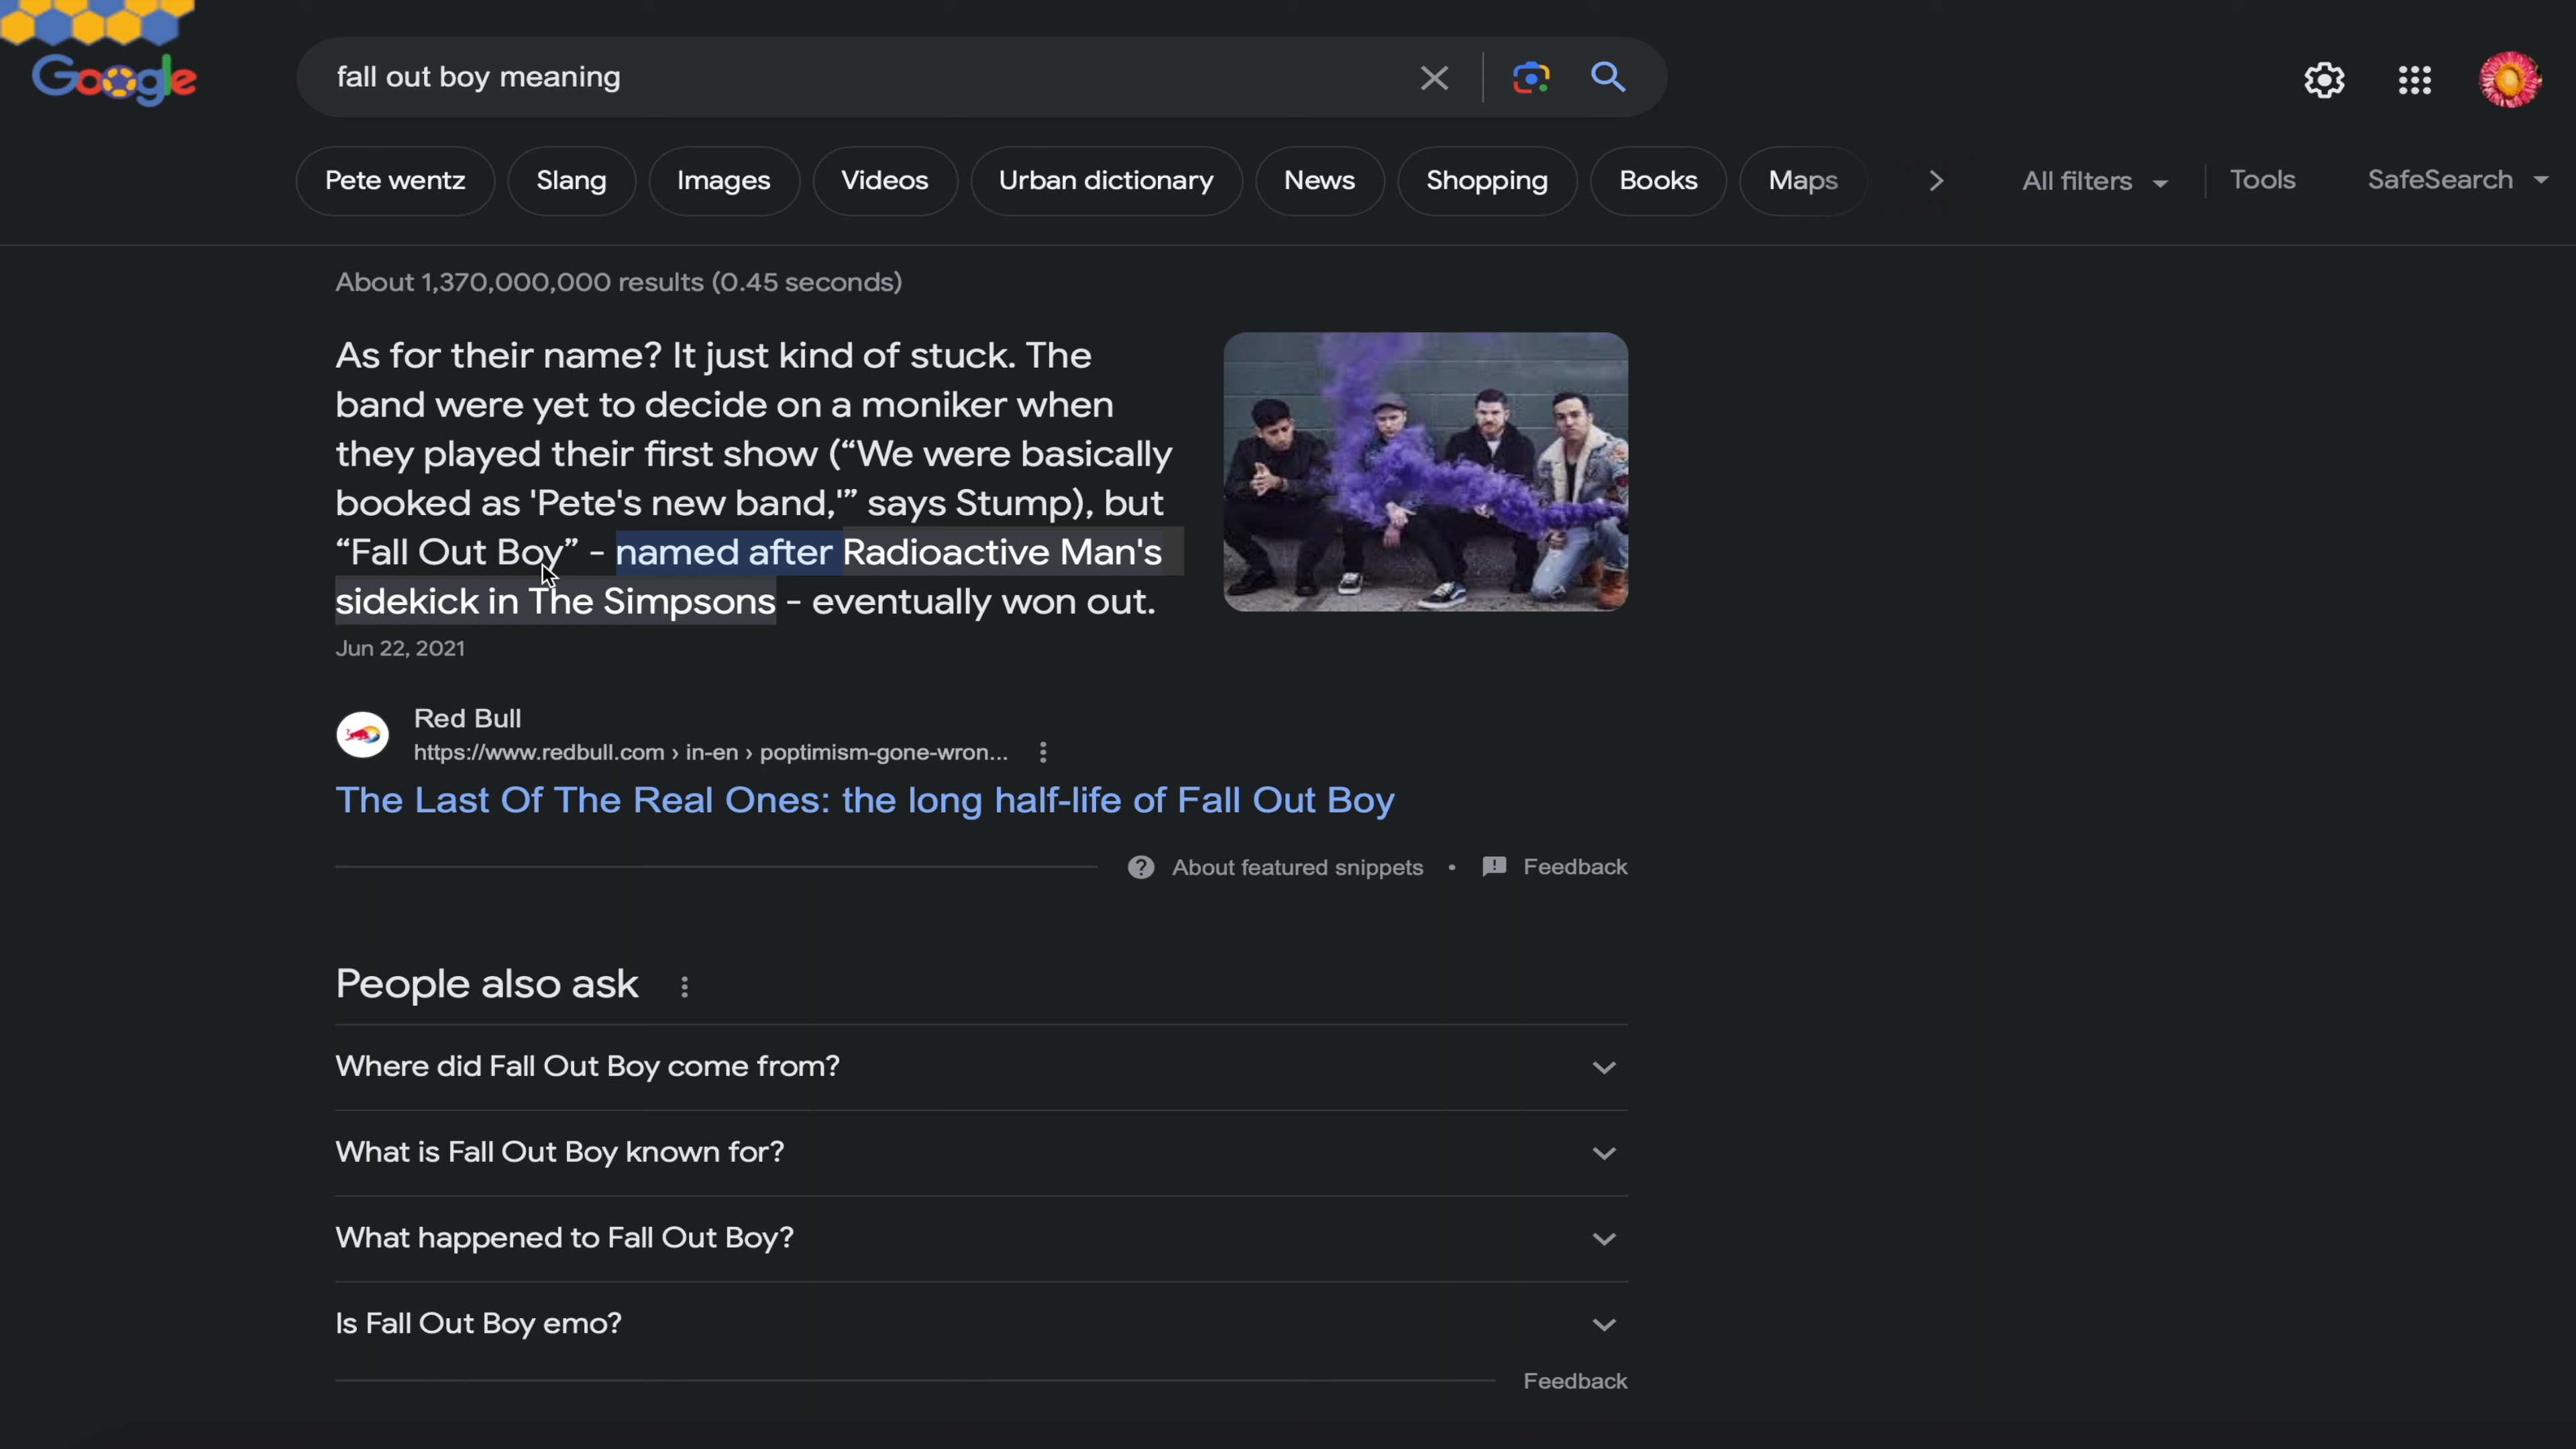 Google
fall out boy meaning
Pete wentz
Slang
Images
Videos
Urban dictionary
News
Shopping
Books
Maps
All filters
Tools
SafeSearch
About 1,370,000,000 results (0.45 seconds)
As for their name? It just kind of stuck. The
band were yet to decide on a moniker when
they played their first show (“We were basically
booked as 'Pete's new band,'” says Stump), but
“Fall Out Boy” - named after Radioactive Man's
sidekick in The Simpsons - eventually won out.
Jun 22, 2021
Red Bull
https://www.redbull.com › in-en › poptimism-gone-wron...
The Last Of The Real Ones: the long half-life of Fall Out Boy
About featured snippets • Feedback
People also ask
Where did Fall Out Boy come from?
What is Fall Out Boy known for?
What happened to Fall Out Boy?
Is Fall Out Boy emo?
Feedback